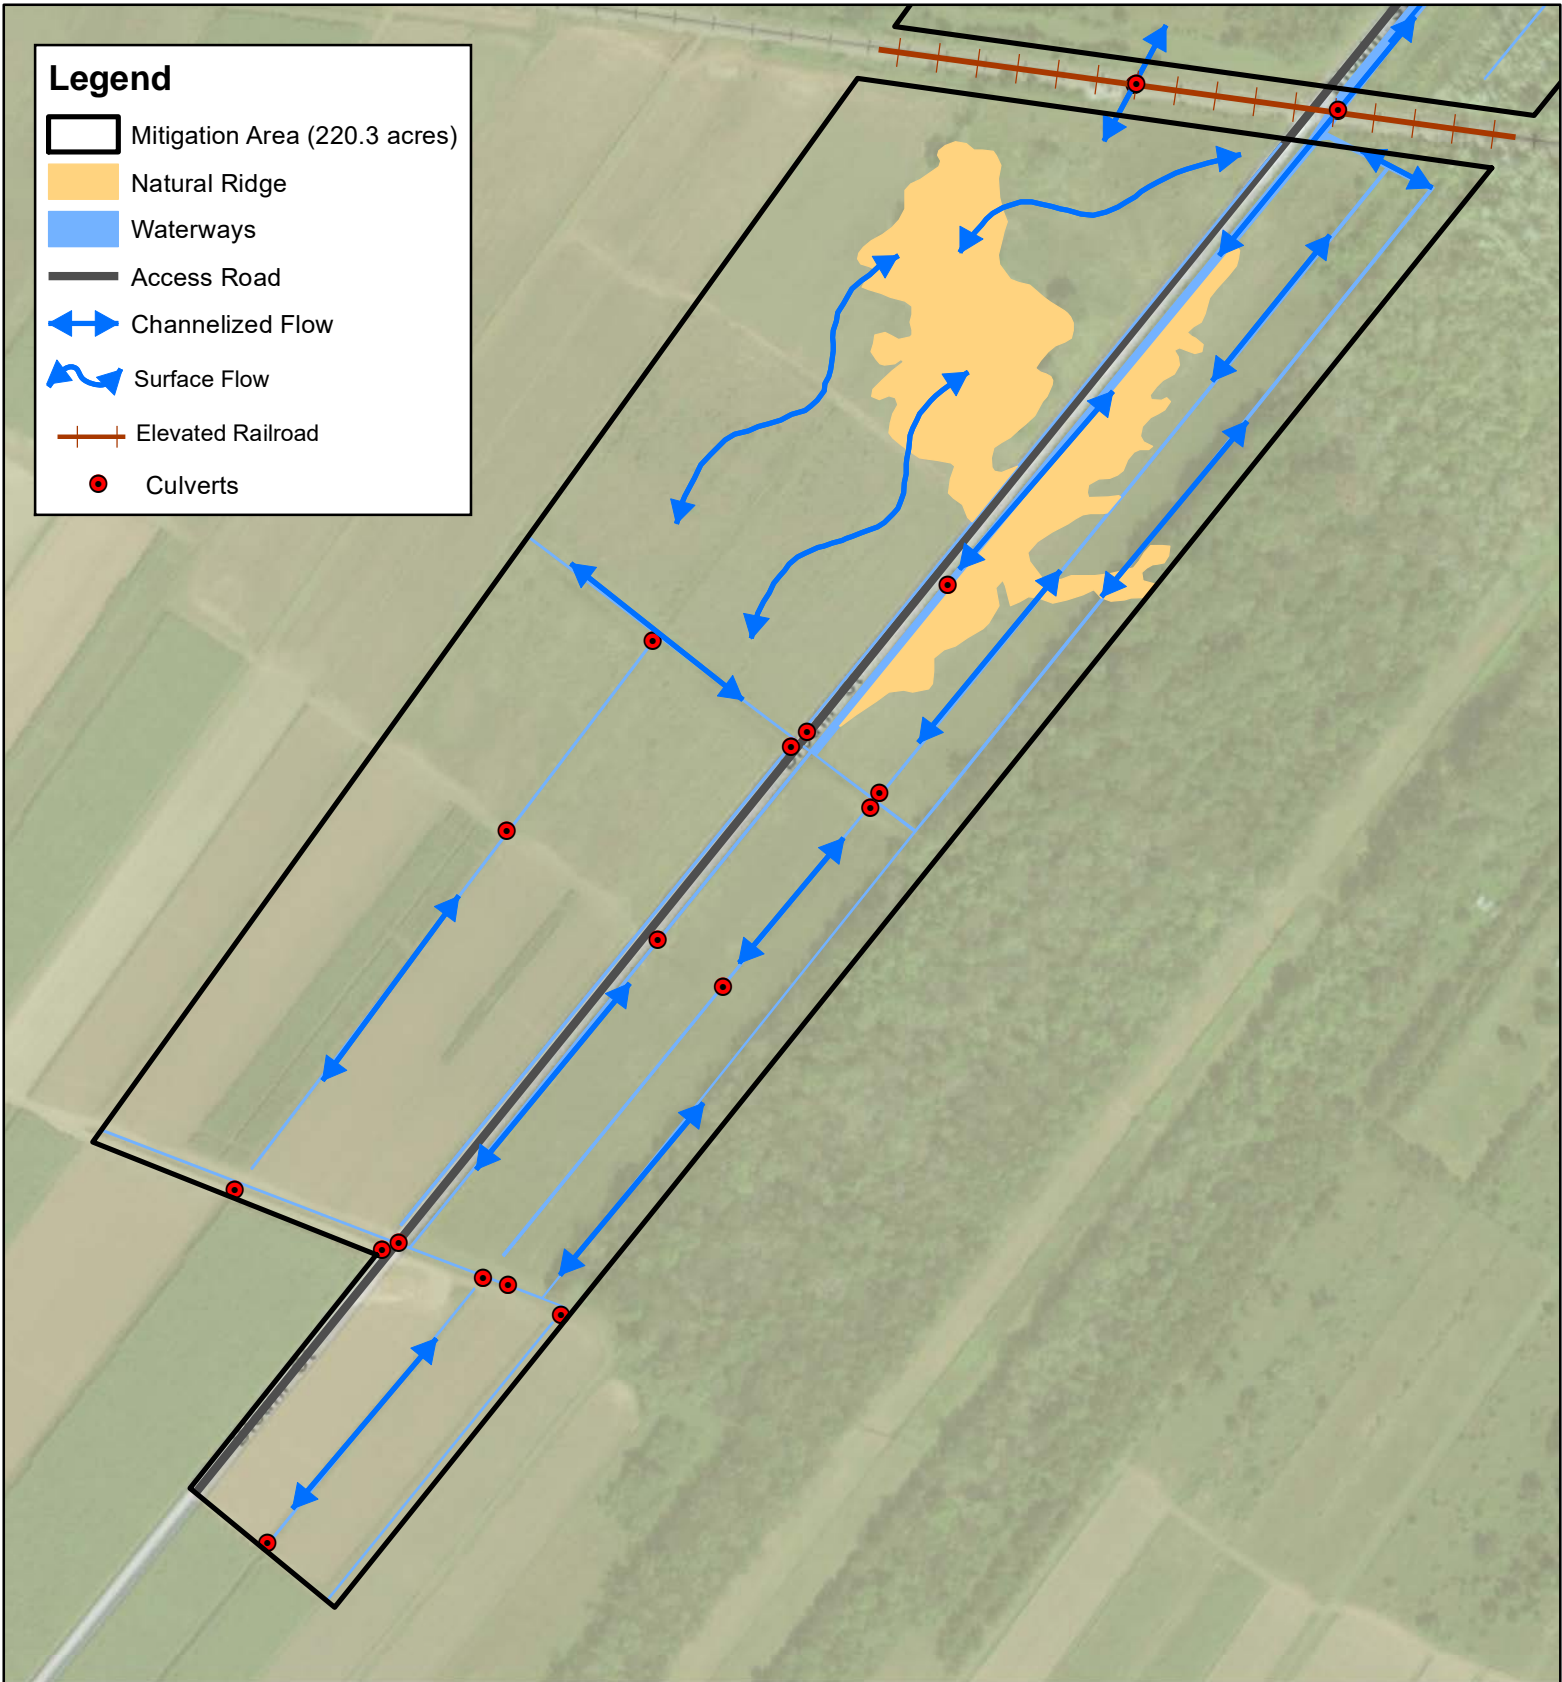 Legend
Mitigation Area (220.3 acres)
Natural Ridge
Waterways
Access Road
Channelized Flow
Surface Flow
Elevated Railroad
Culverts